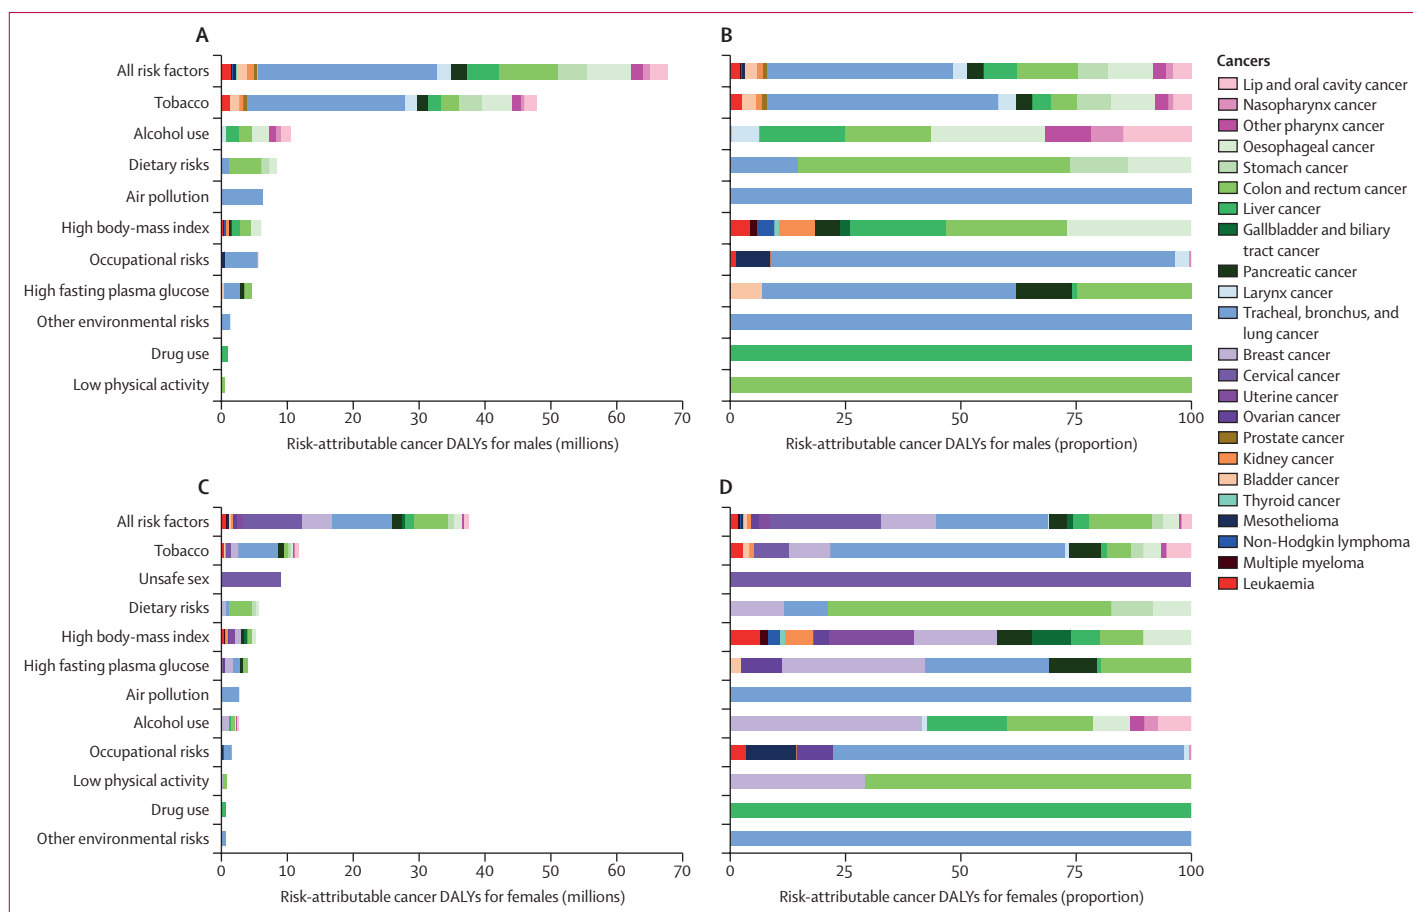 A
All risk factors
Tobacco
Alcohol use
Dietary risks
Air pollution
High body-mass index
Occupational risks
High fasting plasma glucose
Other environmental risks
Drug use
Low physical activity
0 10 20 30 40 50 60 70
Risk-attributable cancer DALYs for males (millions)
B
0 25 50 75 100
Risk-attributable cancer DALYs for males (proportion)
Cancers
Lip and oral cavity cancer
Nasopharynx cancer
Other pharynx cancer
Oesophageal cancer
Stomach cancer
Colon and rectum cancer
Liver cancer
Gallbladder and biliary
tract cancer
Pancreatic cancer
Larynx cancer
Tracheal, bronchus, and
lung cancer
Breast cancer
Cervical cancer
Uterine cancer
Ovarian cancer
Prostate cancer
Kidney cancer
Bladder cancer
Thyroid cancer
Mesothelioma
Non-Hodgkin lymphoma
Multiple myeloma
Leukaemia
C
All risk factors
Tobacco
Unsafe sex
Dietary risks
High body-mass index
High fasting plasma glucose
Air pollution
Alcohol use
Occupational risks
Low physical activity
Drug use
Other environmental risks
0 10 20 30 40 50 60 70
Risk-attributable cancer DALYs for females (millions)
D
0 25 50 75 100
Risk-attributable cancer DALYs for females (proportion)